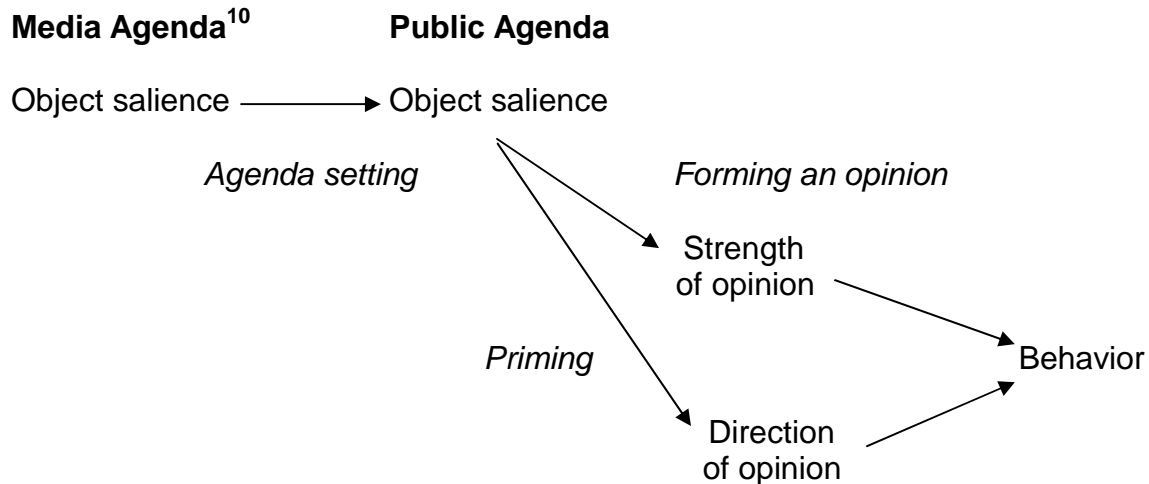 Media Agenda10 Public Agenda
Object salience Object salience
Agenda setting Forming an opinion
Strength
of opinion
Priming Behavior
Direction
of opinion